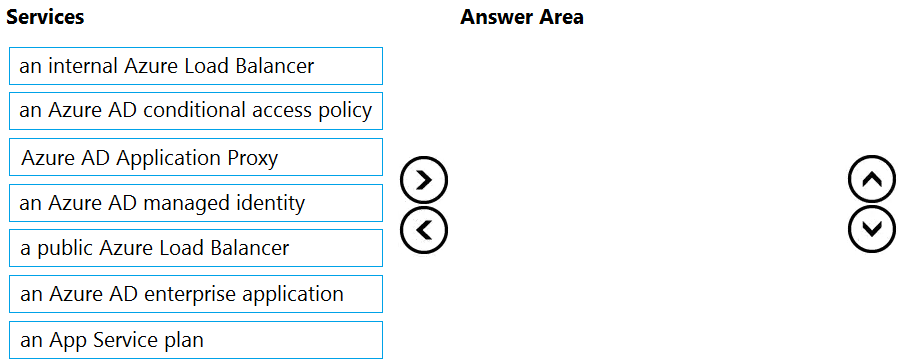 Services
Answer Area
an internal Azure Load Balancer
an Azure AD conditional access policy
Azure AD Application Proxy
an Azure AD managed identity
a public Azure Load Balancer
an Azure AD enterprise application
an App Service plan